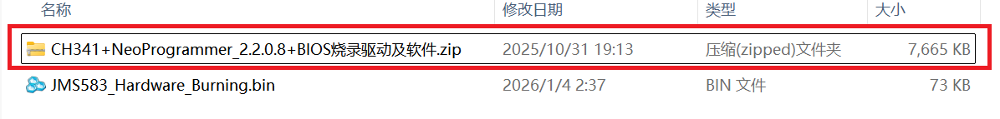 名称 修改日期 类型 大小
CH341+NeoProgrammer_2.2.0.8+BIOS烧录驱动及软件.zip 2025/10/31 19:13 压缩(zipped)文件夹 7,665 KB
JMS583_Hardware_Burning.bin 2026/1/4 2:37 BIN 文件 73 KB